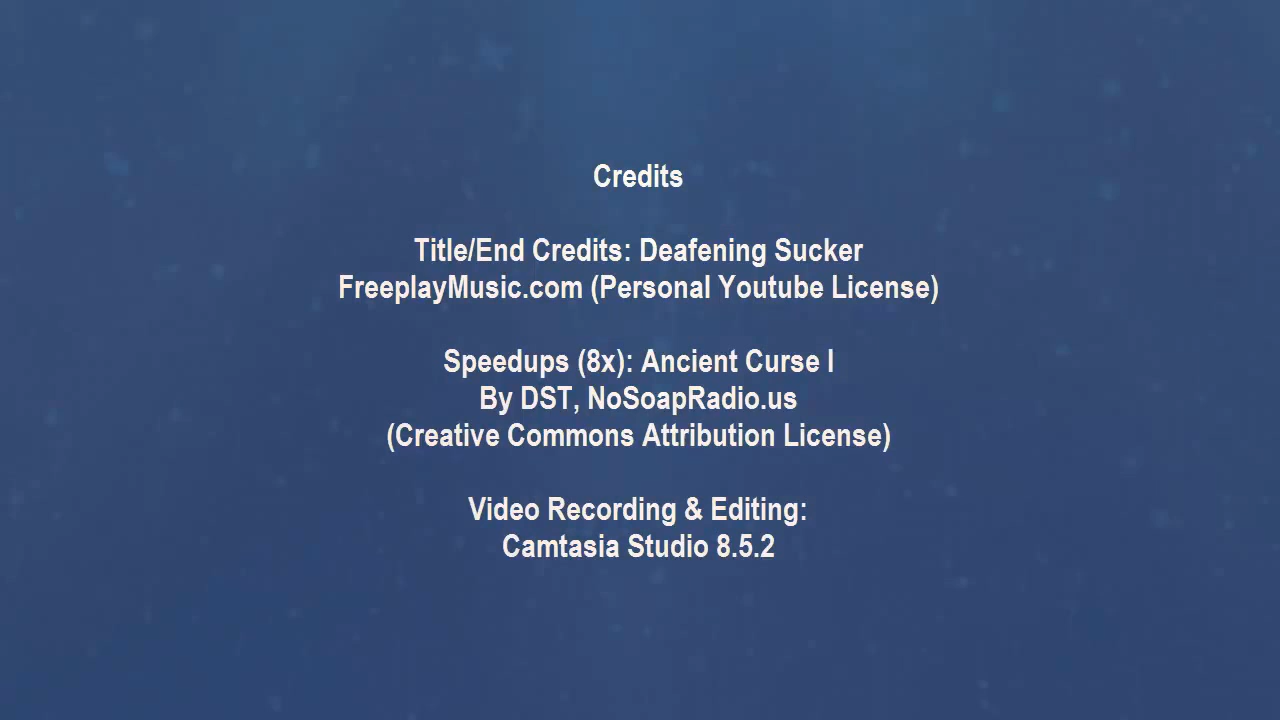 Credits
Title/End Credits: Deafening Sucker
FreeplayMusic.com (Personal Youtube License)
Speedups (8x): Ancient Curse I
By DST, NoSoapRadio.us
(Creative Commons Attribution License)
Video Recording & Editing:
Camtasia Studio 8.5.2